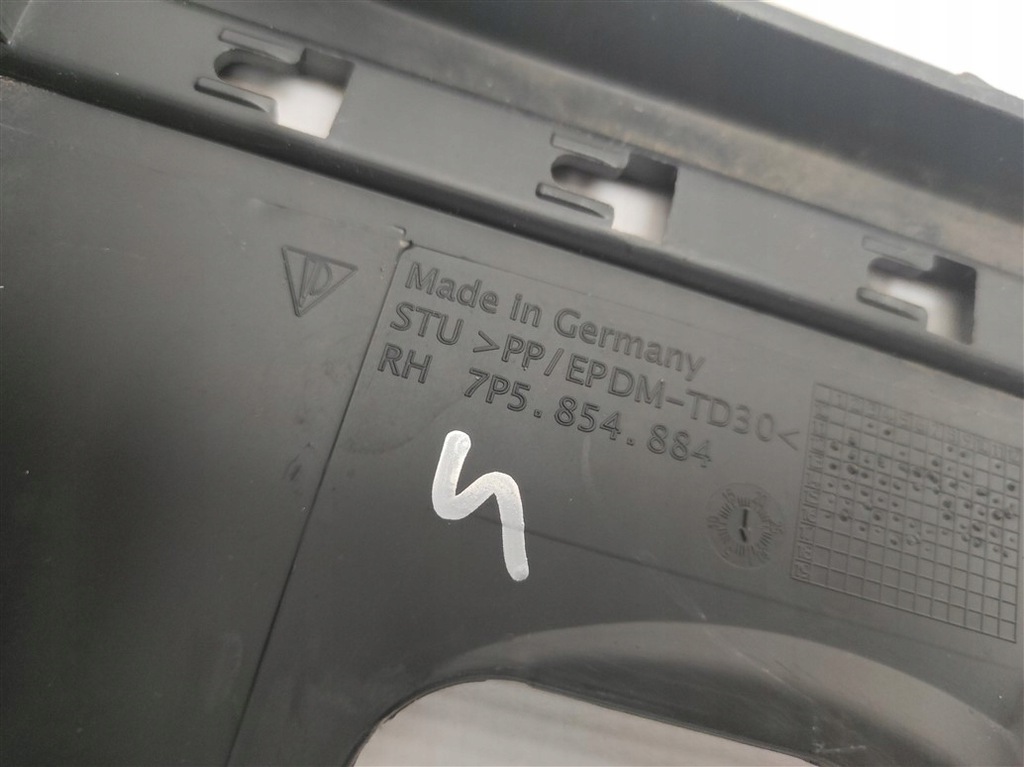 Made in Germany
STU >PP/EPDM-TD30<
RH 7P5.854.884